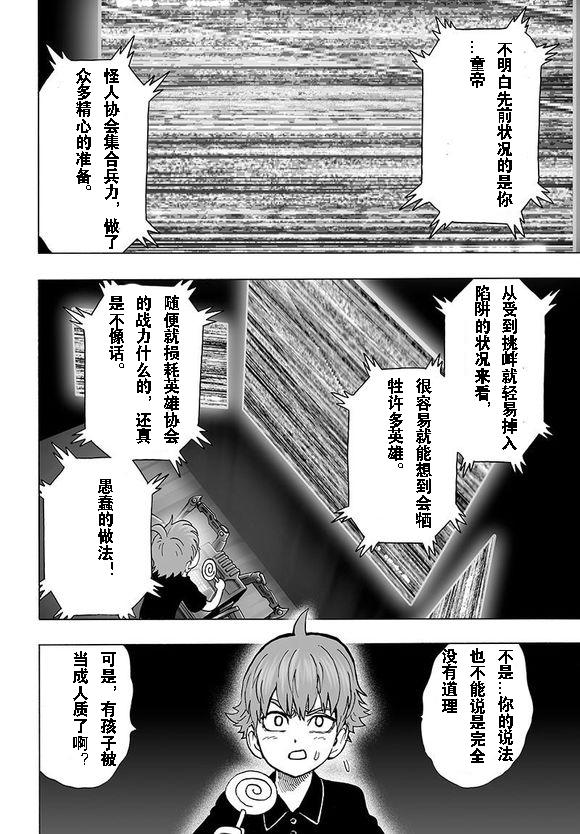 不明白先前状况的是你
…童帝
怪人协会集合兵力，做了
众多精心的准备。
从受到挑衅就轻易掉入
陷阱的状况来看，
很容易就能想到会牺
牲许多英雄。
随便就损耗英雄协会
的战力什么的，还真
是不像话。
愚蠢的做法！
不是…你的说法
也不能说是完全
没有道理
可是，有孩子被
当成人质了啊？